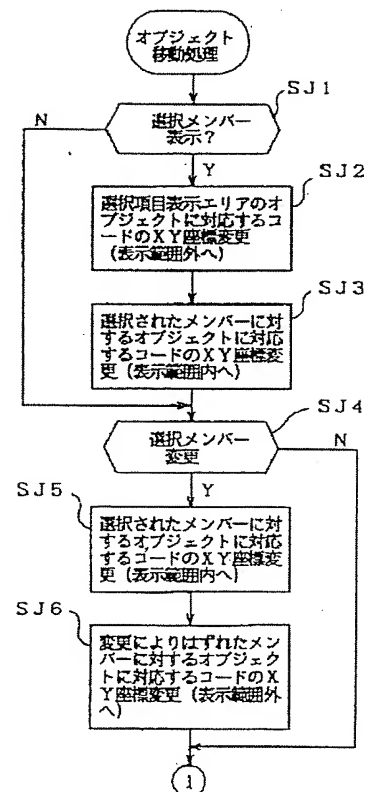 オブジェクト
移動処理
SJ1
N
選択メンバー
表示?
Y
SJ2
選択項目表示エリアのオ
ブジェクトに対応するコ
ードのXY座標変更
(表示範囲外へ)
SJ3
選択されたメンバーに対
するオブジェクトに対応
するコードのXY座標変
更(表示範囲内へ)
SJ4
選択メンバー
変更
N
Y
SJ5
選択されたメンバーに対
するオブジェクトに対応
するコードのXY座標変
更(表示範囲内へ)
SJ6
変更によりはずれたメン
バーに対するオブジェク
トに対応するコードのX
Y座標変更(表示範囲外
へ)
1